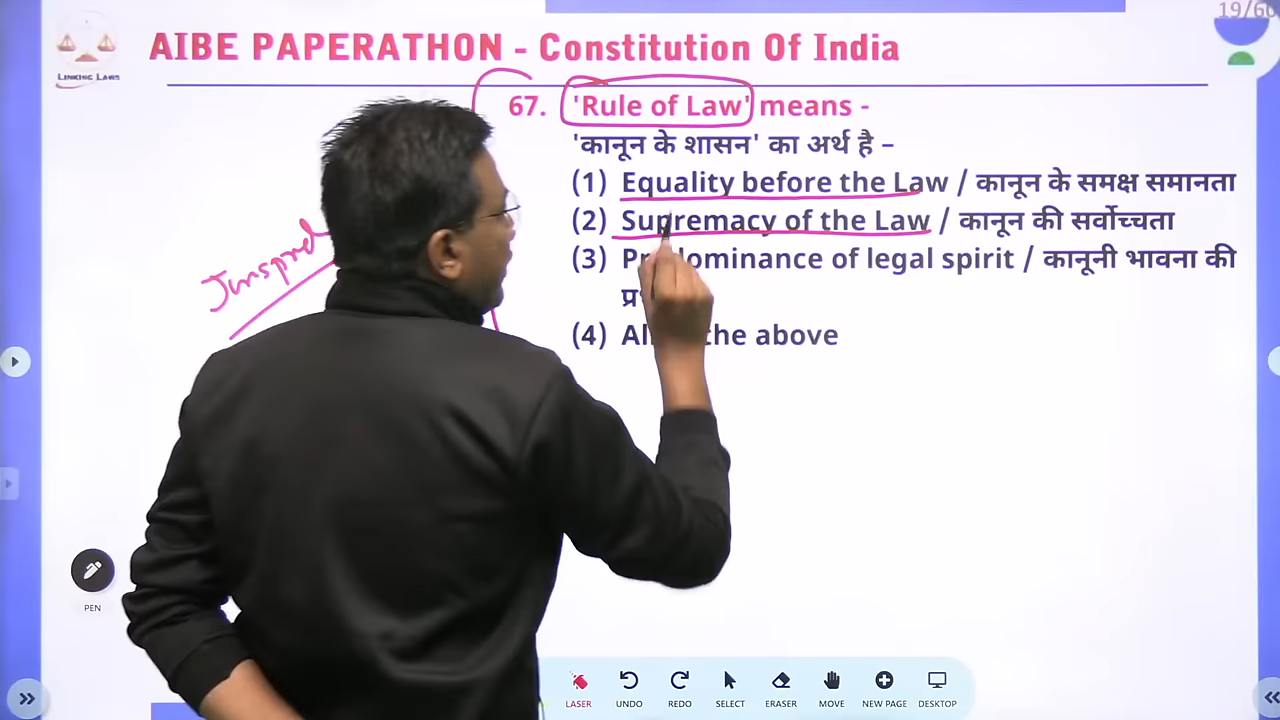 19/60
LINKING LAWS
AIBE PAPERATHON - Constitution Of India
67. 'Rule of Law' means -
'कानून के शासन' का अर्थ है –
(1) Equality before the Law / कानून के समक्ष समानता
(2) Supremacy of the Law / कानून की सर्वोच्चता
(3) of legal spirit / कानूनी भावना की
(4) the above
PEN
LASER UNDO REDO SELECT ERASER MOVE NEW PAGE DESKTOP